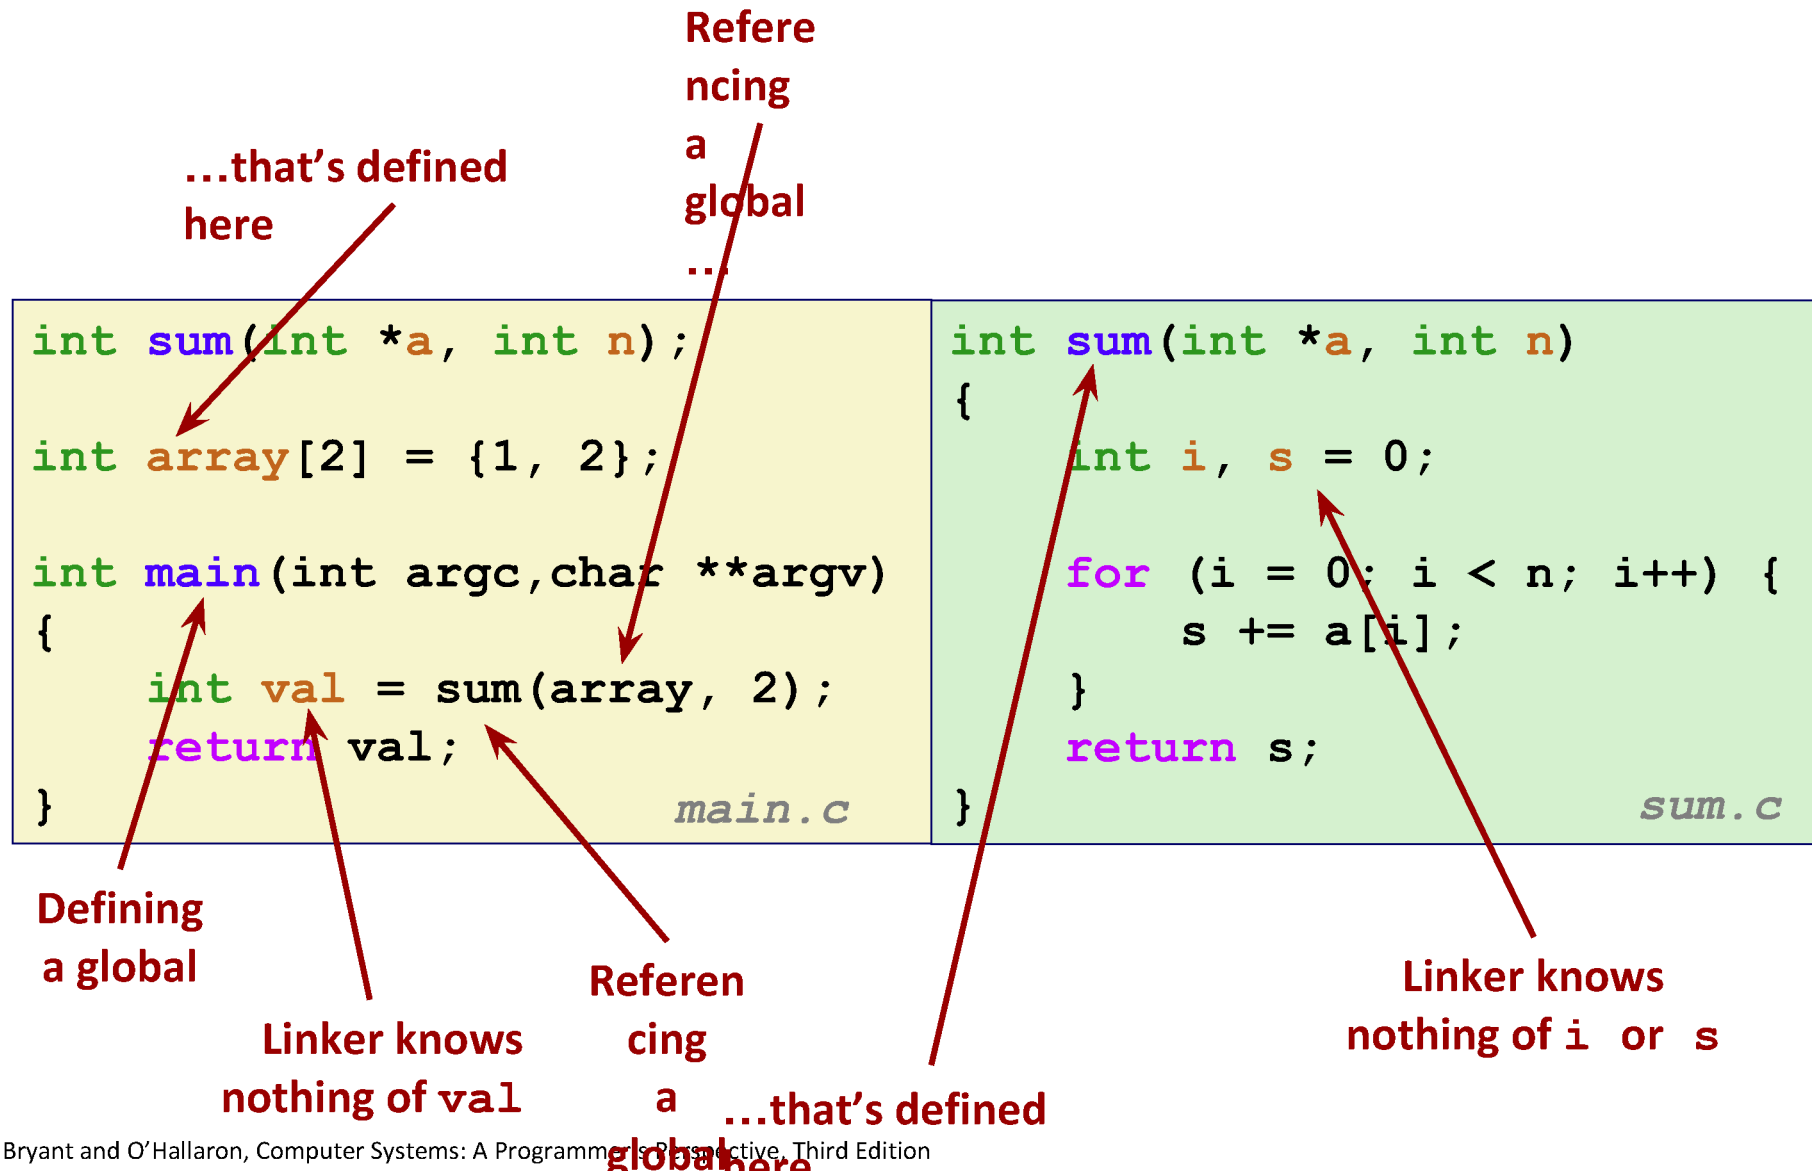 Refere
ncing
a
global
...
...that's defined
here
int sum(int *a, int n);

int array[2] = {1, 2};

int main(int argc,char **argv)
{
    int val = sum(array, 2);
    return val;
}
main.c
int sum(int *a, int n)
{
    int i, s = 0;

    for (i = 0; i < n; i++) {
        s += a[i];
    }
    return s;
}
sum.c
Defining
a global
Linker knows
nothing of val
Referen
cing
a
global
...that's defined
here
Linker knows
nothing of i or s
Bryant and O'Hallaron, Computer Systems: A Programmer's Perspective, Third Edition